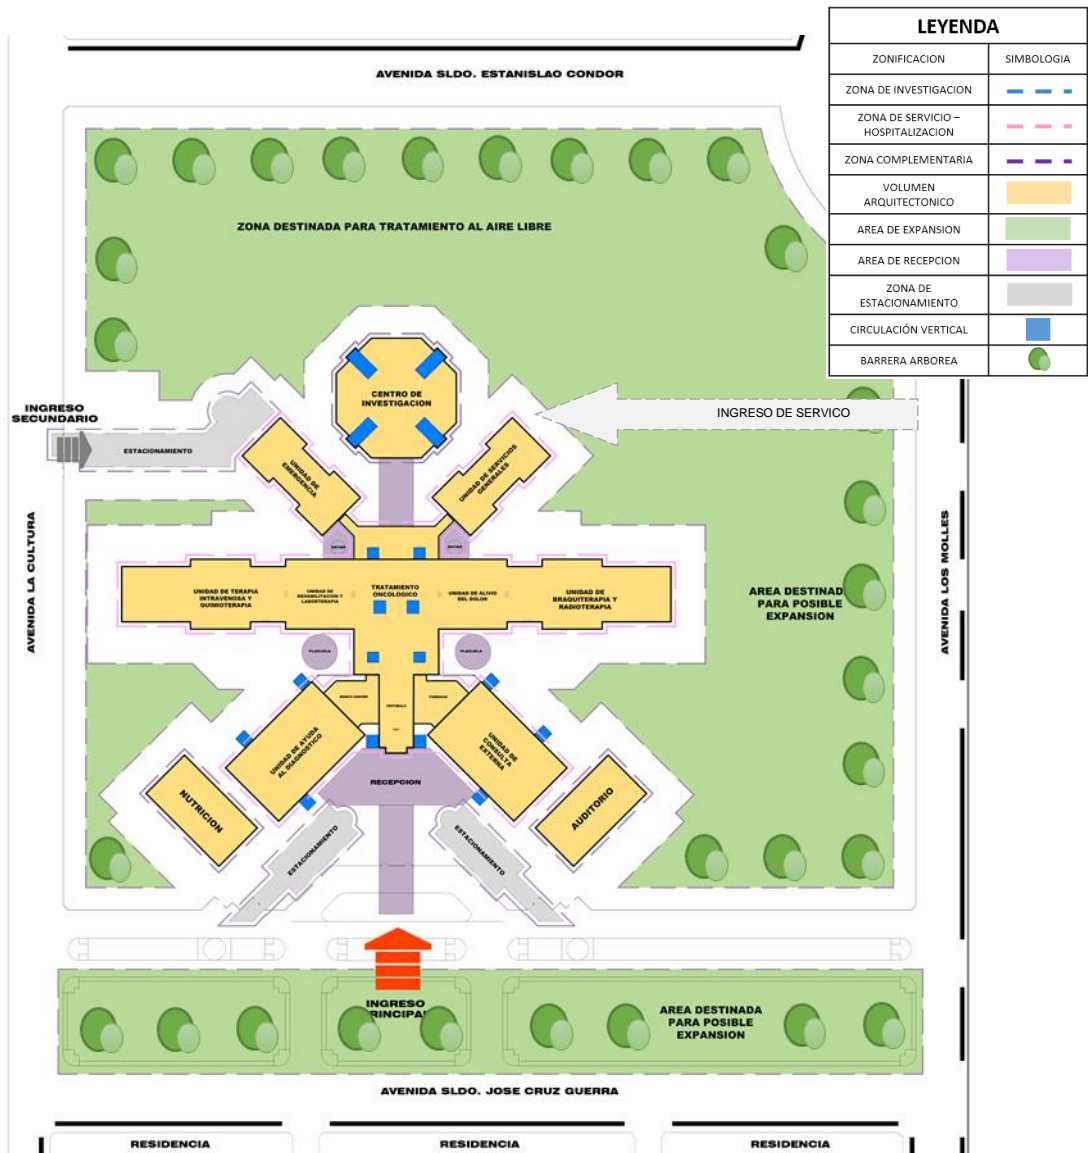 LEYENDA
ZONIFICACION
SIMBOLOGIA
ZONA DE INVESTIGACION
ZONA DE SERVICIO –
HOSPITALIZACION
ZONA COMPLEMENTARIA
VOLUMEN
ARQUITECTONICO
AREA DE EXPANSION
AREA DE RECEPCION
ZONA DE
ESTACIONAMIENTO
CIRCULACIÓN VERTICAL
BARRERA ARBOREA
AVENIDA SLDO. ESTANISLAO CONDOR
ZONA DESTINADA PARA TRATAMIENTO AL AIRE LIBRE
CENTRO DE
INVESTIGACION
INGRESO
SECUNDARIO
INGRESO DE SERVICO
ESTACIONAMIENTO
UNIDAD DE
EMERGENCIA
UNIDAD DE SERVICIOS
GENERALES
AVENIDA LA CULTURA
AVENIDA LOS MOLLES
UNIDAD DE TERAPIA
INTRAVENOSA Y
QUIMIOTERAPIA
UNIDAD DE
REHABILITACION Y
LABORTERAPIA
TRATAMIENTO
ONCOLOGICO
UNIDAD DE ALIVIO
DEL DOLOR
UNIDAD DE
BRAQUITERAPIA Y
RADIOTERAPIA
AREA DESTINAD
PARA POSIBLE
EXPANSION
PLAZUELA
PLAZUELA
VESTIBULO
UNIDAD DE AYUDA
AL DIAGNOSTICO
UNIDAD DE
CONSULTA
EXTERNA
RECEPCION
NUTRICION
AUDITORIO
ESTACIONAMIENTO
ESTACIONAMIENTO
INGRESO
RINCIPA
AREA DESTINADA
PARA POSIBLE
EXPANSION
AVENIDA SLDO. JOSE CRUZ GUERRA
RESIDENCIA
RESIDENCIA
RESIDENCIA